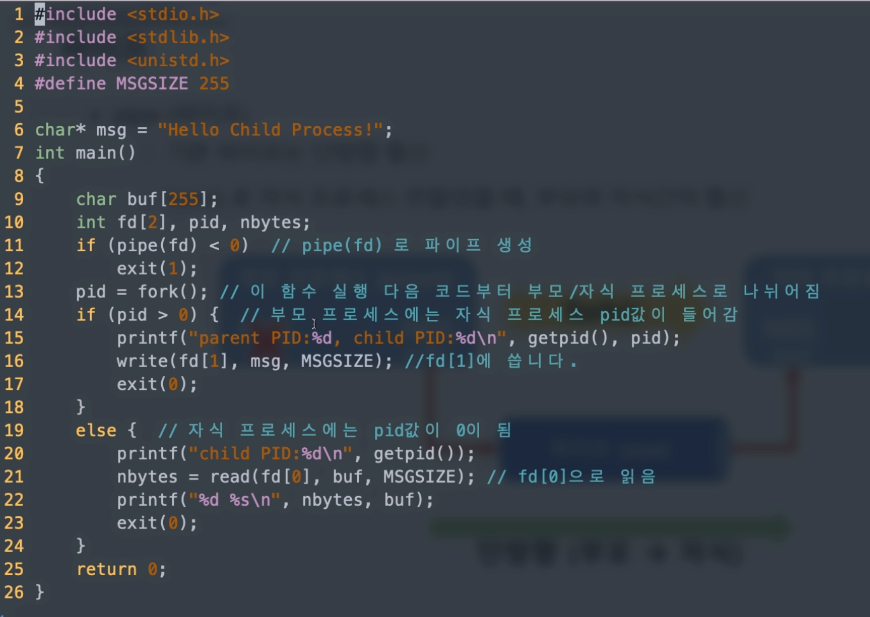 1 #include <stdio.h>
2 #include <stdlib.h>
3 #include <unistd.h>
4 #define MSGSIZE 255
5
6 char* msg = "Hello Child Process!";
7 int main()
8 {
9     char buf[255];
10     int fd[2], pid, nbytes;
11     if (pipe(fd) < 0)  // pipe(fd) 로 파이프 생성
12         exit(1);
13     pid = fork(); // 이 함수 실행 다음 코드부터 부모/자식 프로세스로 나뉘어짐
14     if (pid > 0) {  // 부모 프로세스에는 자식 프로세스 pid값이 들어감
15         printf("parent PID:%d, child PID:%d\n", getpid(), pid);
16         write(fd[1], msg, MSGSIZE); //fd[1]에 씁니다.
17         exit(0);
18     }
19     else {  // 자식 프로세스에는 pid값이 0이 됨
20         printf("child PID:%d\n", getpid());
21         nbytes = read(fd[0], buf, MSGSIZE); // fd[0]으로 읽음
22         printf("%d %s\n", nbytes, buf);
23         exit(0);
24     }
25     return 0;
26 }